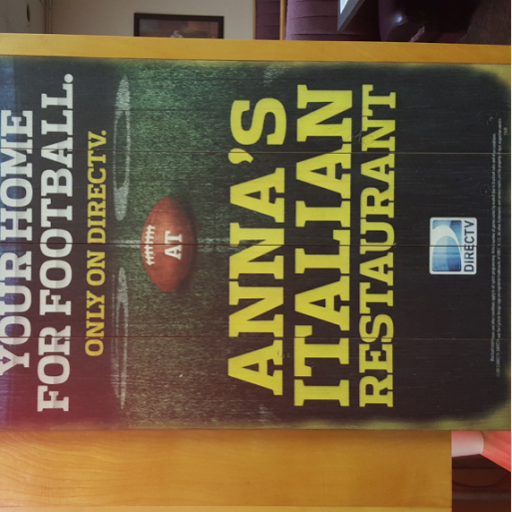 YOUR HOME
FOR FOOTBALL.
ONLY ON DIRECTV.
AT
ANNA'S
ITALIAN
RESTAURANT
DIRECTV